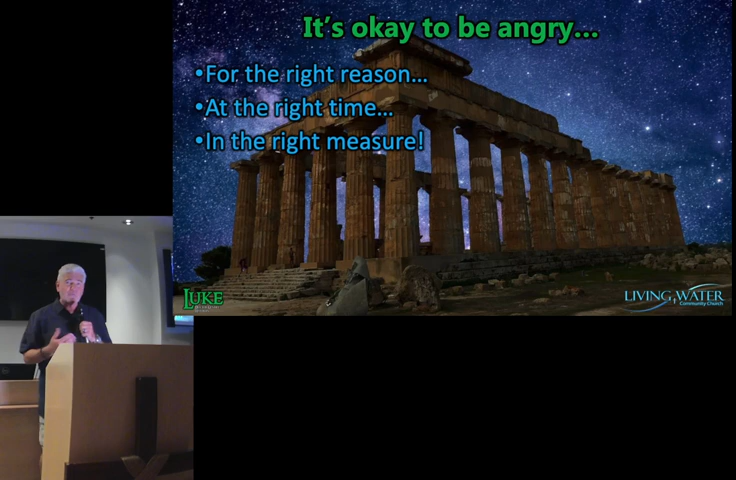 It's okay to be angry...
•For the right reason...
•At the right time...
•In the right measure!
LUKE
LIVING WATER
Community Church